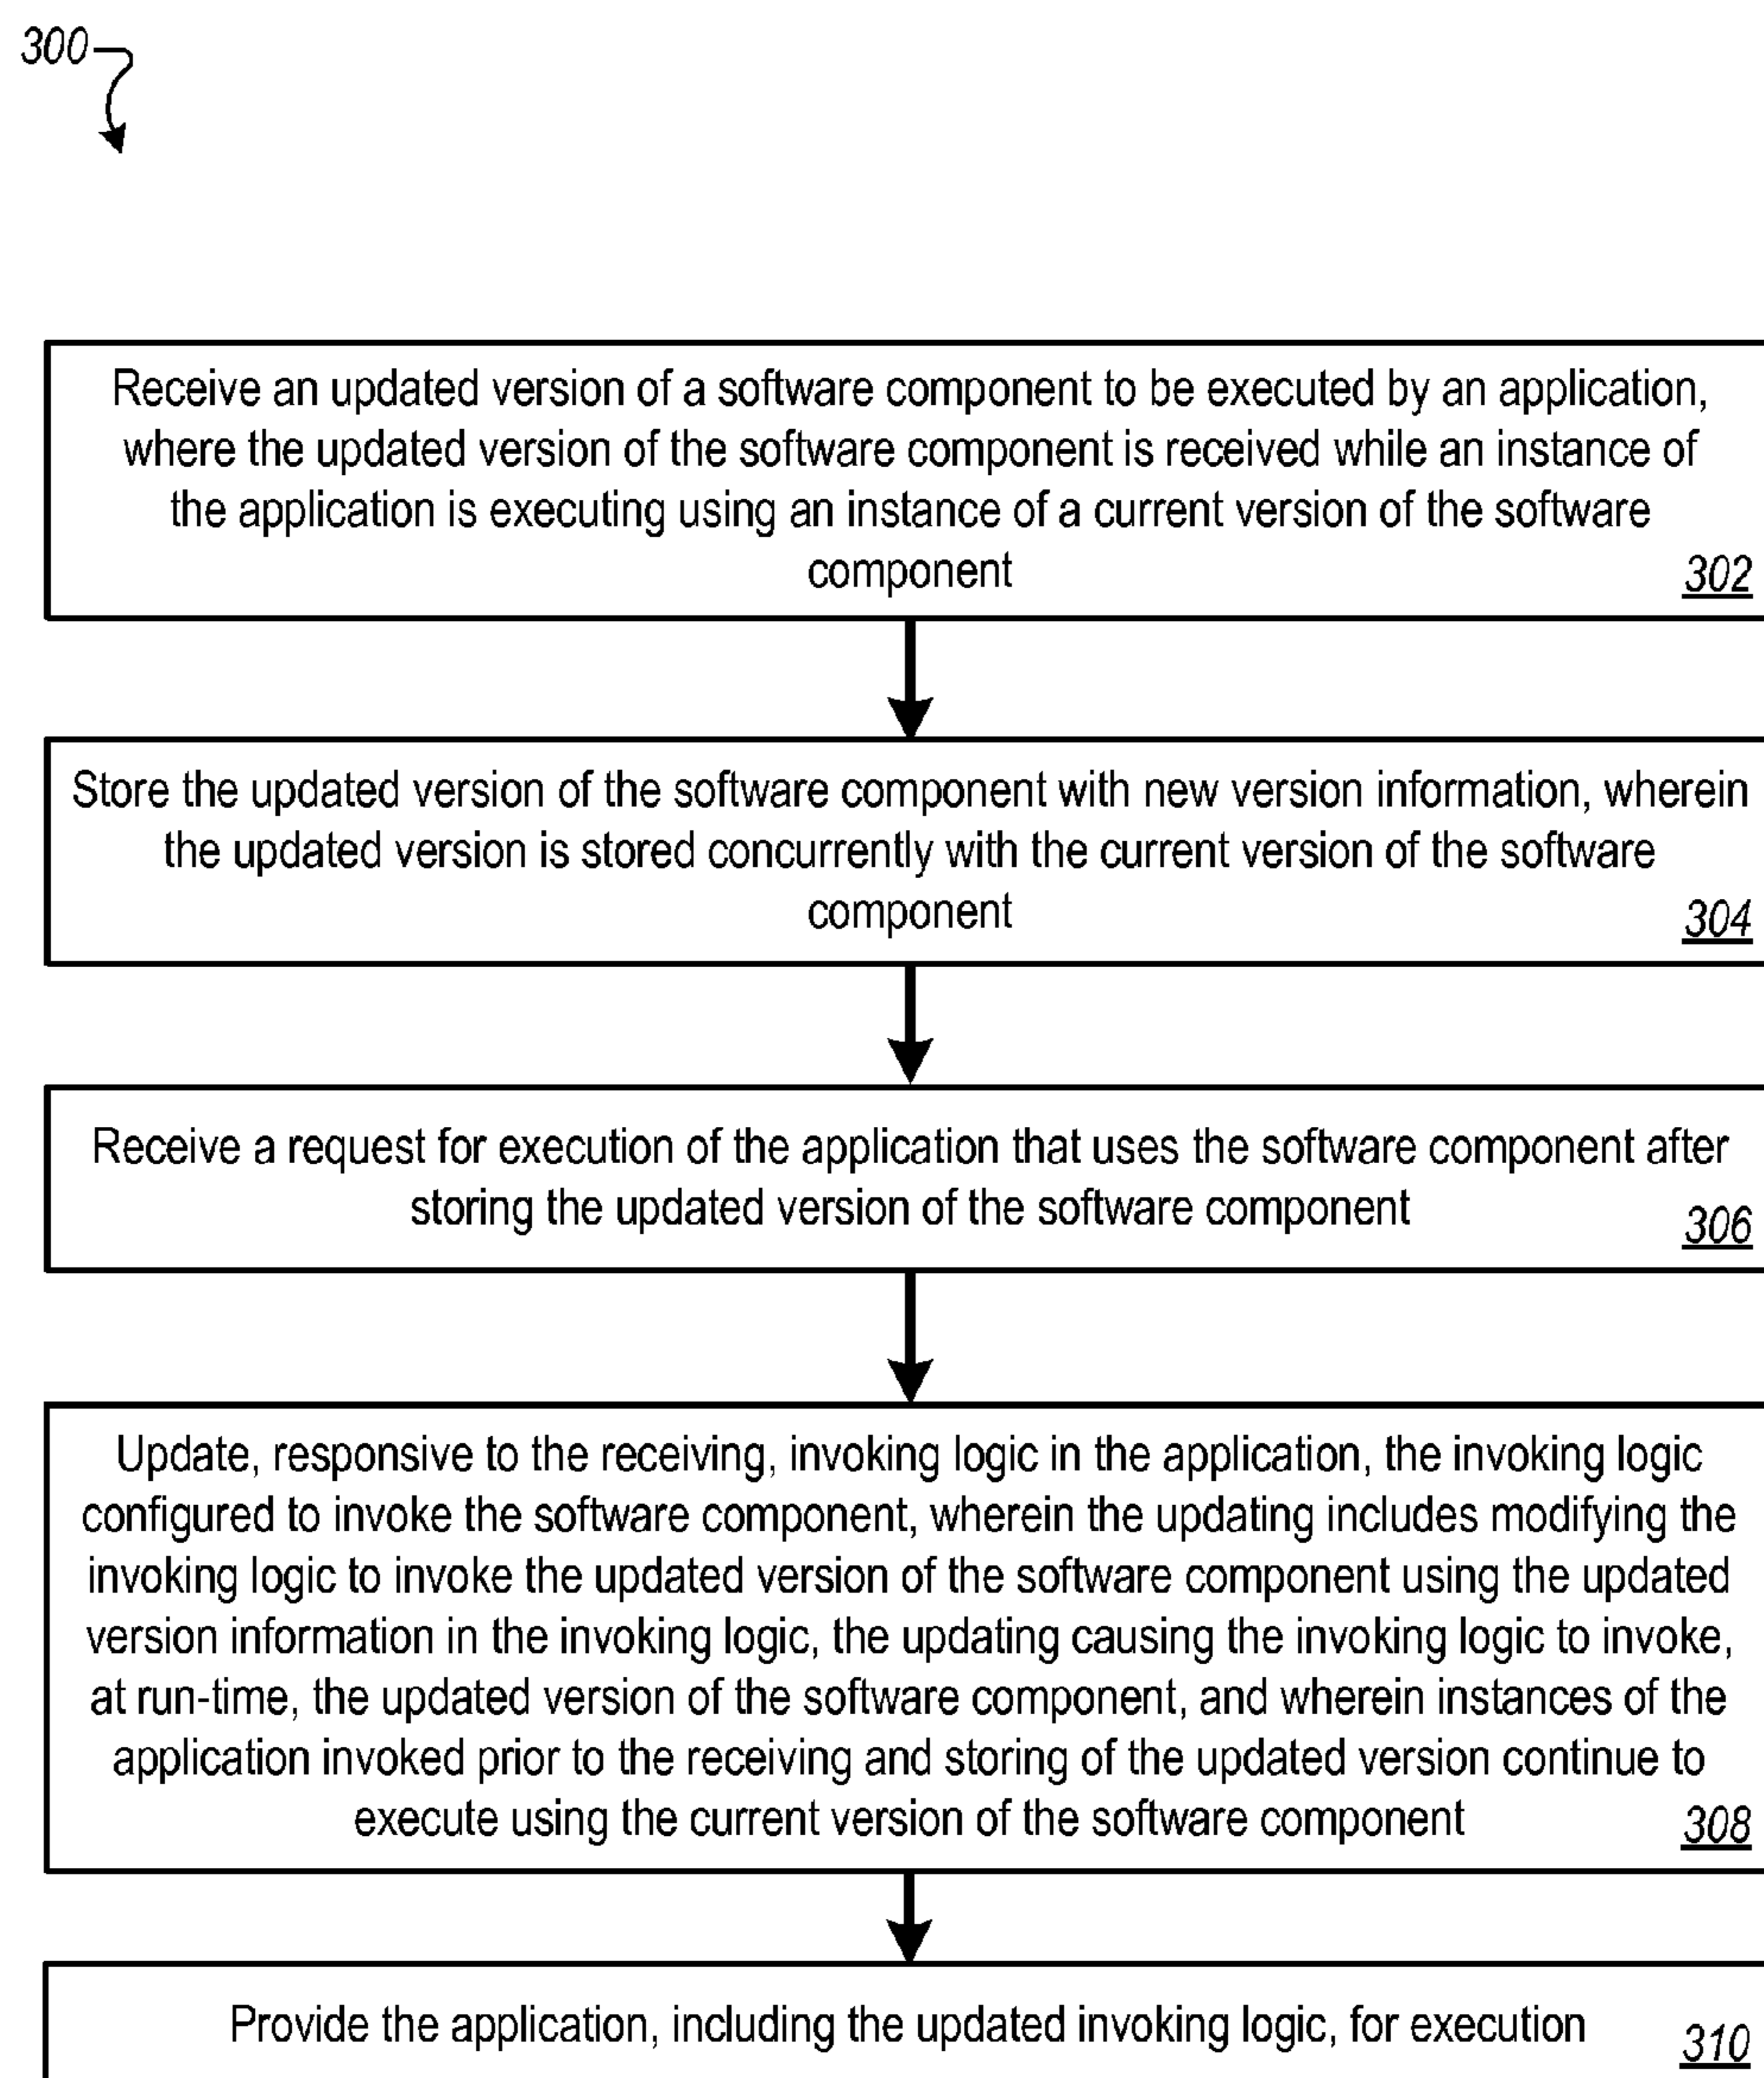 300
Receive an updated version of a software component to be executed by an application,
where the updated version of the software component is received while an instance of
the application is executing using an instance of a current version of the software
component
302
Store the updated version of the software component with new version information, wherein
the updated version is stored concurrently with the current version of the software
component
304
Receive a request for execution of the application that uses the software component after
storing the updated version of the software component
306
Update, responsive to the receiving, invoking logic in the application, the invoking logic
configured to invoke the software component, wherein the updating includes modifying the
invoking logic to invoke the updated version of the software component using the updated
version information in the invoking logic, the updating causing the invoking logic to invoke,
at run-time, the updated version of the software component, and wherein instances of the
application invoked prior to the receiving and storing of the updated version continue to
execute using the current version of the software component
308
Provide the application, including the updated invoking logic, for execution
310